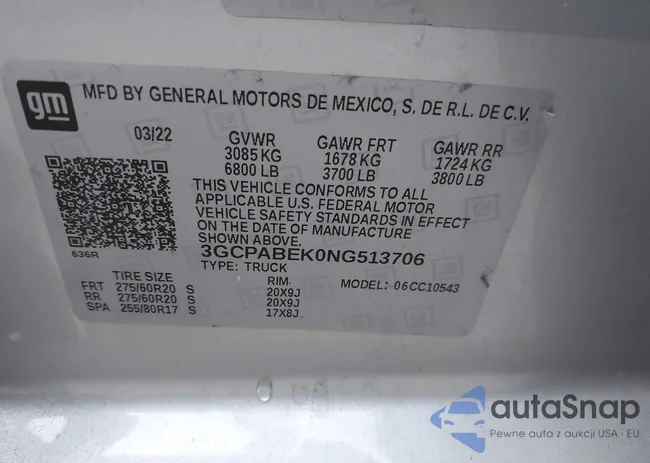 gm
MFD BY GENERAL MOTORS DE MEXICO, S. DE R.L. DE C.V.
03/22 GVWR GAWR FRT GAWR RR
3085 KG 1678 KG 1724 KG
6800 LB 3700 LB 3800 LB
THIS VEHICLE CONFORMS TO ALL
APPLICABLE U.S. FEDERAL MOTOR
VEHICLE SAFETY STANDARDS IN EFFECT
ON THE DATE OF MANUFACTURE
SHOWN ABOVE.
636R
3GCPABEK0NG513706
TYPE: TRUCK
MODEL: 06CC10543
TIRE SIZE RIM
FRT 275/60R20 S 20X9J
RR 275/60R20 S 20X9J
SPA 255/80R17 S 17X8J
autaSnap
Pewne auta z aukcji USA i EU